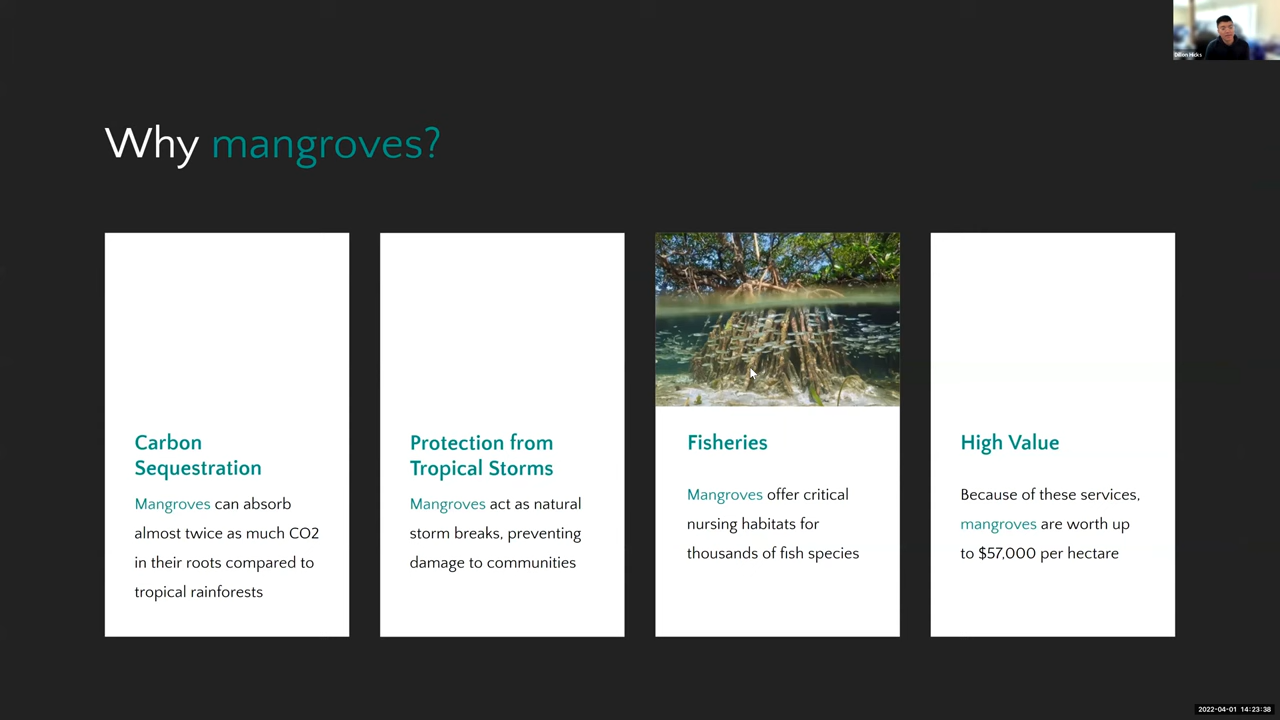 Dillon Hicks
Why mangroves?
Carbon
Sequestration
Mangroves can absorb
almost twice as much CO2
in their roots compared to
tropical rainforests
Protection from
Tropical Storms
Mangroves act as natural
storm breaks, preventing
damage to communities
Fisheries
Mangroves offer critical
nursing habitats for
thousands of fish species
High Value
Because of these services,
mangroves are worth up
to $57,000 per hectare
2022-04-01 14:23:38